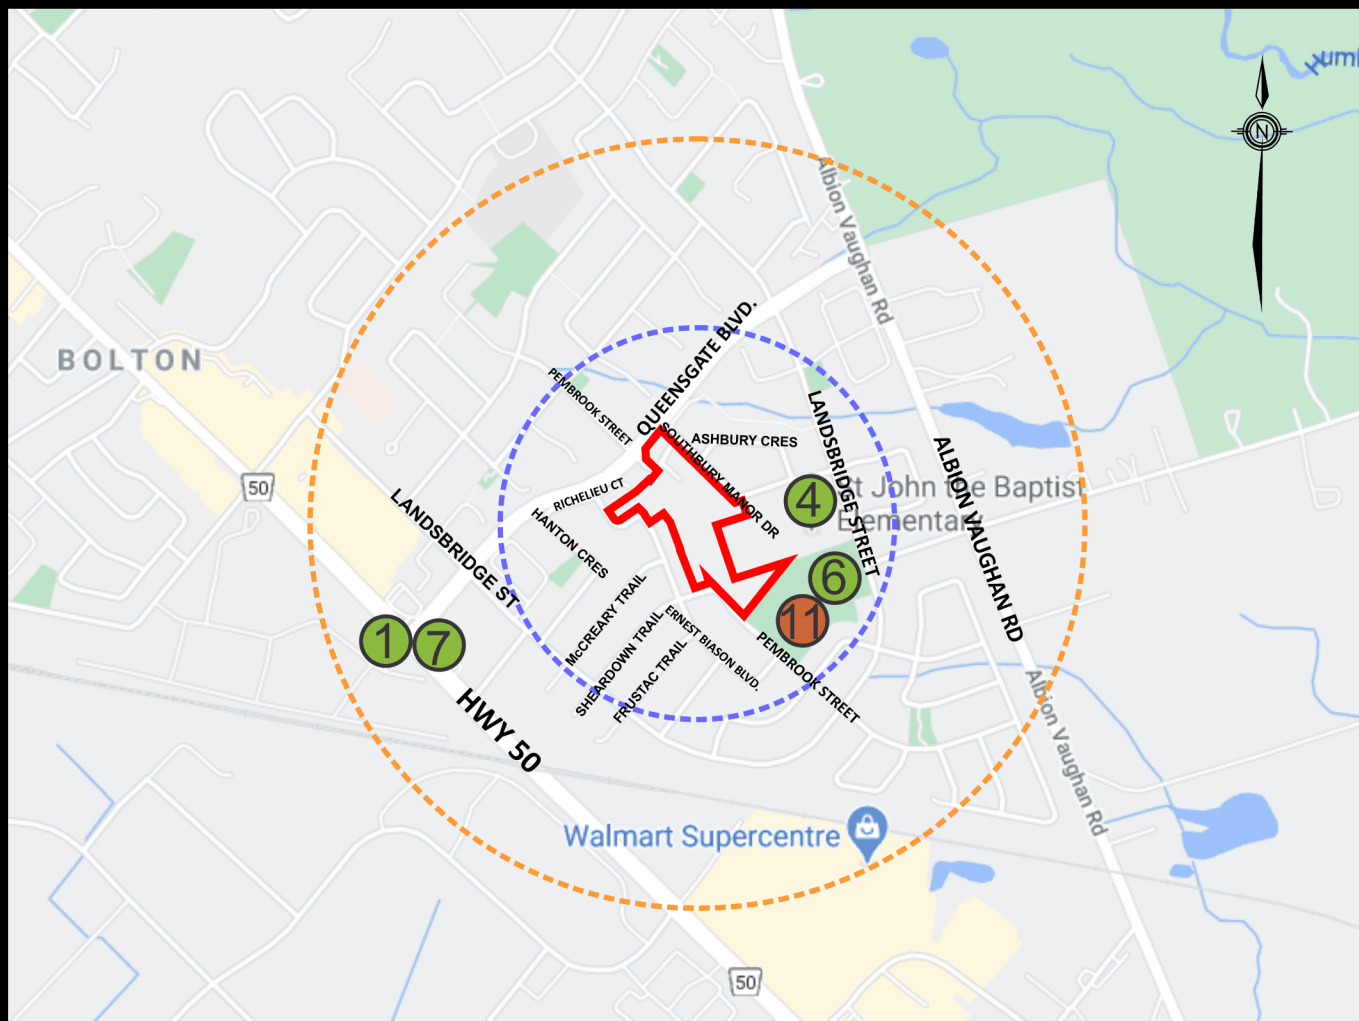 umb
N
Albion Vaughan Rd
QUEENSGATE BLVD.
BOLTON
PEMBROOK STREET
SOUTHBURY MANOR DR
ASHBURY CRES
LANDSBRIDGE STREET
ALBION VAUGHAN RD
50
LANDSBRIDGE ST
RICHELIEU CT
HANTON CRES
4
St John the Baptist
Elementary
6
11
McCREARY TRAIL
SHEARDOWN TRAIL
FRUSTAC TRAIL
ERNEST BIASON BLVD.
PEMBROOK STREET
1
7
HWY 50
Albion Vaughan Rd
Walmart Supercentre
50